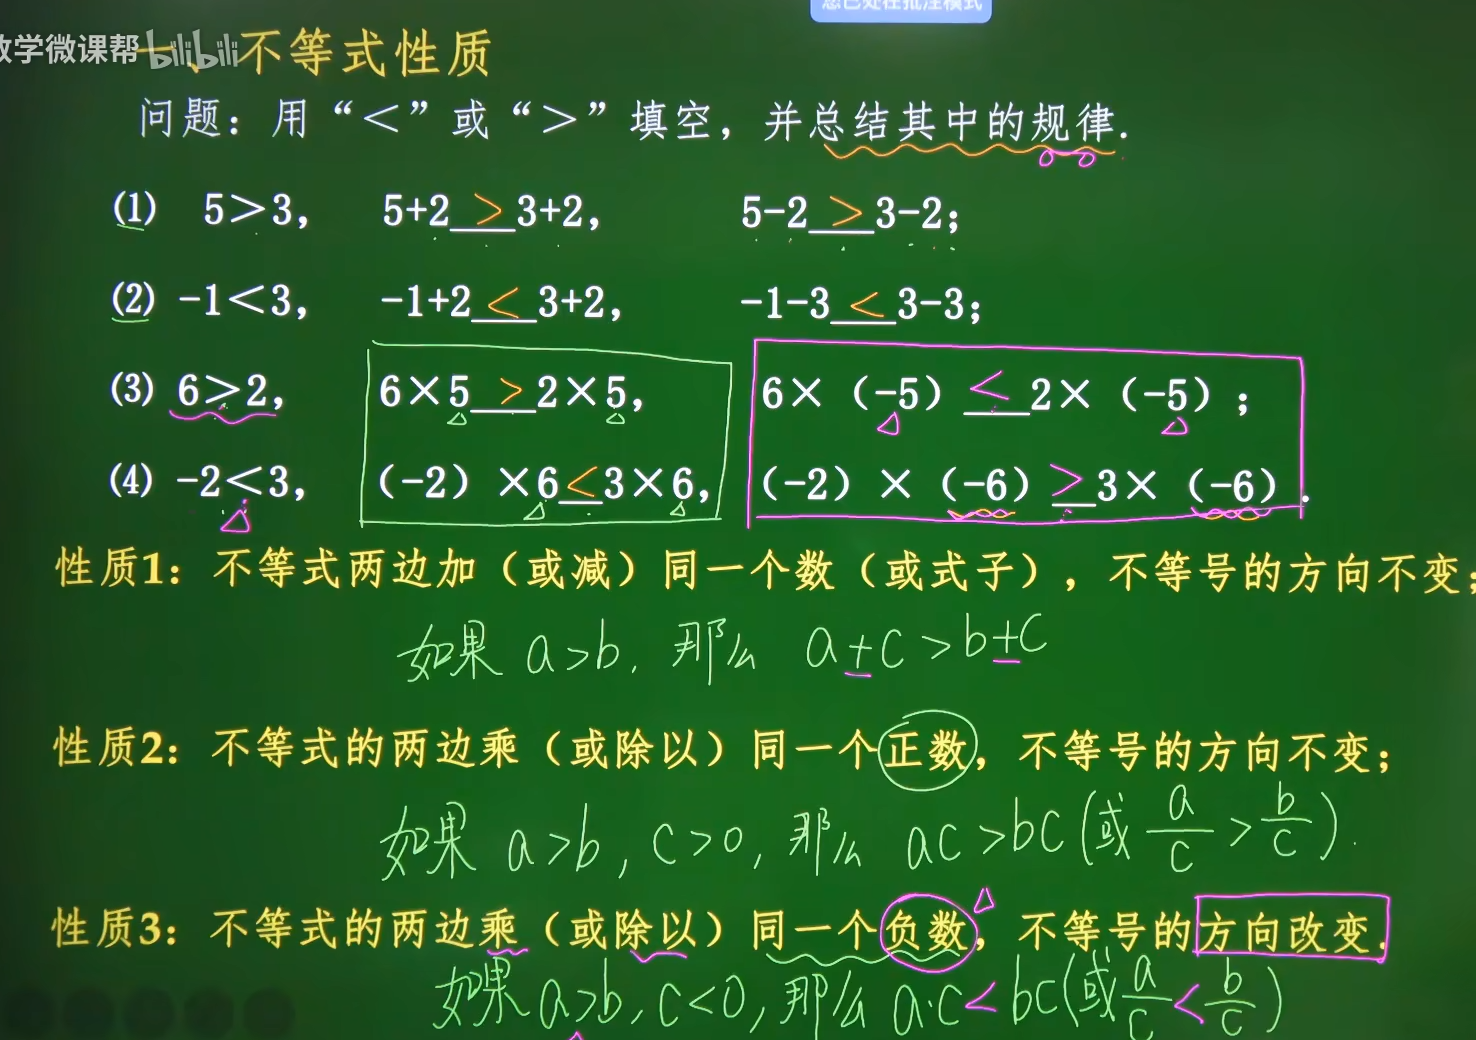 您已处在批注模式
数学微课帮 bilibili
一、不等式性质
问题：用“＜”或“＞”填空，并总结其中的规律.
(1) 5＞3， 5+2 > 3+2， 5-2 > 3-2；
(2) -1＜3， -1+2 < 3+2， -1-3 < 3-3；
(3) 6＞2， 6×5 > 2×5， 6×（-5） < 2×（-5）；
(4) -2＜3， （-2）×6 < 3×6， （-2）×（-6） > 3×（-6）.
性质1：不等式两边加（或减）同一个数（或式子），不等号的方向不变；
如果 a>b, 那么 a±c > b±c
性质2：不等式的两边乘（或除以）同一个正数，不等号的方向不变；
如果 a>b, c>0, 那么 ac>bc(或 a/c > b/c).
性质3：不等式的两边乘（或除以）同一个负数，不等号的方向改变.
如果 a>b, c<0, 那么 a·c < bc(或 a/c < b/c)